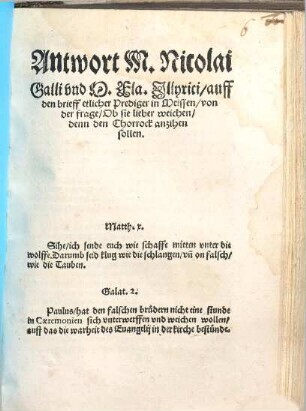 Antwort M. Nicolai
Galli vnd M. Fla. Jllyrici/auff
den brieff etlicher Prediger in Meissen/von
der frage/Ob sie lieber weichen/
denn den Chorrock anzihen
sollen.
Matth. x.
Sihe/ich sende euch wie schaffe mitten vnter die
wolffe. Darumb seid klug wie die schlangen/vñ on falsch/
wie die Tauben.
Galat. 2.
Paulus/hat den falschen brüdern nicht eine stunde
in Cæremonien sich vnterwerffen vnd weichen wollen/
auff das die warheit des Euangelij in der kirche bestünde.